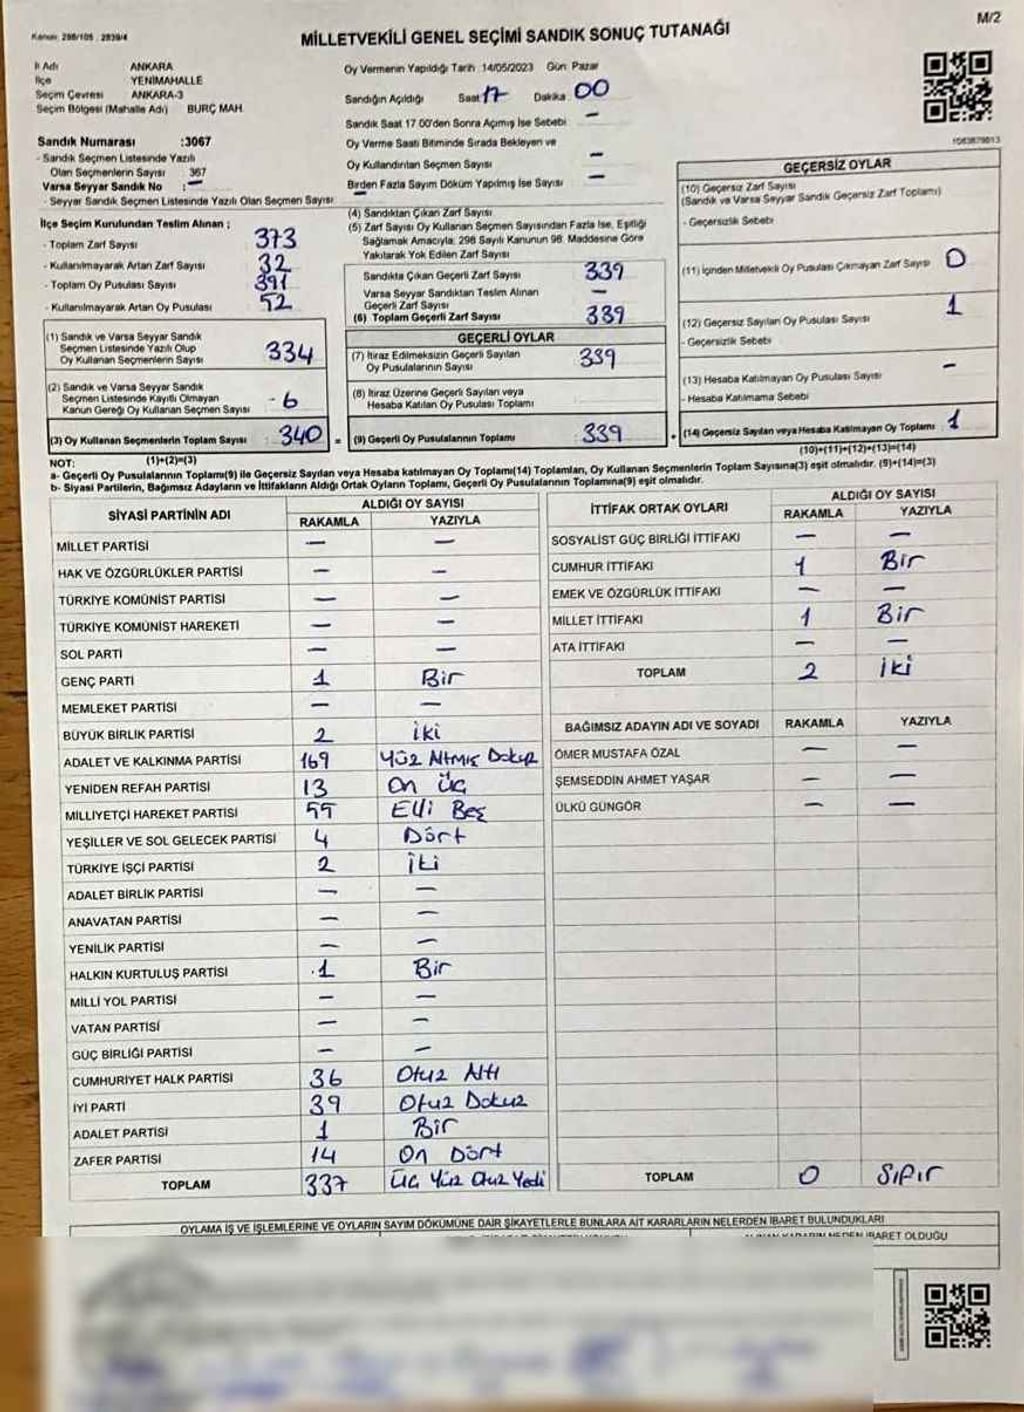 M/2
Kanun: 298/105 , 2839/4
MİLLETVEKİLİ GENEL SEÇİMİ SANDIK SONUÇ TUTANAĞI
İl Adı ANKARA
İlçe YENİMAHALLE
Seçim Çevresi ANKARA-3
Seçim Bölgesi (Mahalle Adı) BURÇ MAH.
Sandık Numarası :3067
- Sandık Seçmen Listesinde Yazılı
Olan Seçmenlerin Sayısı 367
Varsa Seyyar Sandık No : —
- Seyyar Sandık Seçmen Listesinde Yazılı Olan Seçmen Sayısı —
Oy Vermenin Yapıldığı Tarih :14/05/2023 Gün: Pazar
Sandığın Açıldığı Saat 17 Dakika : 00
Sandık Saat 17.00'den Sonra Açımış İse Sebebi: —
Oy Verme Saati Bitiminde Sırada Bekleyen ve
Oy Kullandırılan Seçmen Sayısı —
Birden Fazla Sayım Döküm Yapılmış İse Sayısı —
1063879813
İlçe Seçim Kurulundan Teslim Alınan ;
- Toplam Zarf Sayısı 373
- Kullanılmayarak Artan Zarf Sayısı 32
- Toplam Oy Pusulası Sayısı 391
- Kullanılmayarak Artan Oy Pusulası 52
(1) Sandık ve Varsa Seyyar Sandık
Seçmen Listesinde Yazılı Olup
Oy Kullanan Seçmenlerin Sayısı 334
(2) Sandık ve Varsa Seyyar Sandık
Seçmen Listesinde Kayıtlı Olmayan
Kanun Gereği Oy Kullanan Seçmen Sayısı - 6
(3) Oy Kullanan Seçmenlerin Toplam Sayısı : 340 =
(4) Sandıktan Çıkan Zarf Sayısı
(5) Zarf Sayısı Oy Kullanan Seçmen Sayısından Fazla İse, Eşitliği
Sağlamak Amacıyla; 298 Sayılı Kanunun 98. Maddesine Göre
Yakılarak Yok Edilen Zarf Sayısı
Sandıkta Çıkan Geçerli Zarf Sayısı 339
Varsa Seyyar Sandıktan Teslim Alınan
Geçerli Zarf Sayısı —
(6) Toplam Geçerli Zarf Sayısı 339
GEÇERLİ OYLAR
(7) İtiraz Edilmeksizin Geçerli Sayılan
Oy Pusulalarının Sayısı 339
(8) İtiraz Üzerine Geçerli Sayılan veya
Hesaba Katılan Oy Pusulası Toplamı
(9) Geçerli Oy Pusulalarının Toplamı 339 +
GEÇERSİZ OYLAR
(10) Geçersiz Zarf Sayısı
(Sandık ve Varsa Seyyar Sandık Geçersiz Zarf Toplamı)
- Geçersizlik Sebebi
(11) İçinden Milletvekili Oy Pusulası Çıkmayan Zarf Sayısı 0
(12) Geçersiz Sayılan Oy Pusulası Sayısı 1
- Geçersizlik Sebebi
(13) Hesaba Katılmayan Oy Pusulası Sayısı —
- Hesaba Katılmama Sebebi
(14) Geçersiz Sayılan veya Hesaba Katılmayan Oy Toplamı : 1
NOT: (1)+(2)=(3) (10)+(11)+(12)+(13)=(14)
a- Geçerli Oy Pusulalarının Toplamı(9) ile Geçersiz Sayılan veya Hesaba katılmayan Oy Toplamı(14) Toplamları, Oy Kullanan Seçmenlerin Toplam Sayısına(3) eşit olmalıdır. (9)+(14)=(3)
b- Siyasi Partilerin, Bağımsız Adayların ve İttifakların Aldığı Ortak Oyların Toplamı, Geçerli Oy Pusulalarının Toplamına(9) eşit olmalıdır.
SİYASİ PARTİNİN ADI ALDIĞI OY SAYISI
RAKAMLA YAZIYLA
MİLLET PARTİSİ — —
HAK VE ÖZGÜRLÜKLER PARTİSİ — —
TÜRKİYE KOMÜNİST PARTİSİ — —
TÜRKİYE KOMÜNİST HAREKETİ — —
SOL PARTİ — —
GENÇ PARTİ 1 Bir
MEMLEKET PARTİSİ — —
BÜYÜK BİRLİK PARTİSİ 2 iki
ADALET VE KALKINMA PARTİSİ 169 Yüz Altmış Dokuz
YENİDEN REFAH PARTİSİ 13 On Üç
MİLLİYETÇİ HAREKET PARTİSİ 55 Elli Beş
YEŞİLLER VE SOL GELECEK PARTİSİ 4 Dört
TÜRKİYE İŞÇİ PARTİSİ 2 İki
ADALET BİRLİK PARTİSİ — —
ANAVATAN PARTİSİ — —
YENİLİK PARTİSİ — —
HALKIN KURTULUŞ PARTİSİ 1 Bir
MİLLİ YOL PARTİSİ — —
VATAN PARTİSİ — —
GÜÇ BİRLİĞİ PARTİSİ — —
CUMHURİYET HALK PARTİSİ 36 Otuz Altı
İYİ PARTİ 39 Otuz Dokuz
ADALET PARTİSİ 1 Bir
ZAFER PARTİSİ 14 On Dört
TOPLAM 337 Üç Yüz Otuz Yedi
İTTİFAK ORTAK OYLARI ALDIĞI OY SAYISI
RAKAMLA YAZIYLA
SOSYALİST GÜÇ BİRLİĞİ İTTİFAKI — —
CUMHUR İTTİFAKI 1 Bir
EMEK VE ÖZGÜRLÜK İTTİFAKI — —
MİLLET İTTİFAKI 1 Bir
ATA İTTİFAKI — —
TOPLAM 2 iki
BAĞIMSIZ ADAYIN ADI VE SOYADI RAKAMLA YAZIYLA
ÖMER MUSTAFA ÖZAL — —
ŞEMSEDDİN AHMET YAŞAR — —
ÜLKÜ GÜNGÖR — —
TOPLAM 0 Sıfır
OYLAMA İŞ VE İŞLEMLERİNE VE OYLARIN SAYIM DÖKÜMÜNE DAİR ŞİKAYETLERLE BUNLARA AİT KARARLARIN NELERDEN İBARET BULUNDUKLARI
NEDEN İBARET OLDUĞU